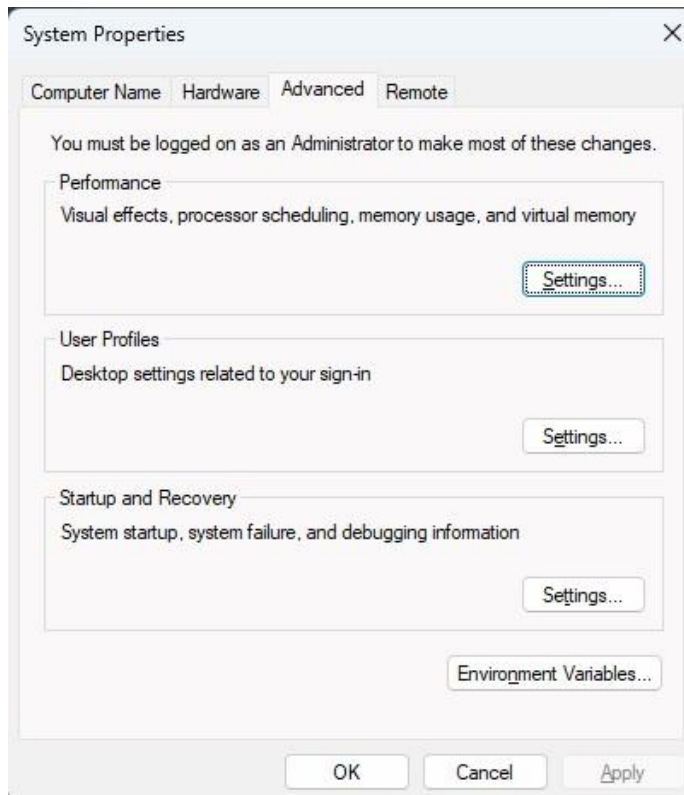 System Properties
Computer Name Hardware Advanced Remote
You must be logged on as an Administrator to make most of these changes.
Performance
Visual effects, processor scheduling, memory usage, and virtual memory
Settings...
User Profiles
Desktop settings related to your sign-in
Settings...
Startup and Recovery
System startup, system failure, and debugging information
Settings...
Environment Variables...
OK Cancel Apply